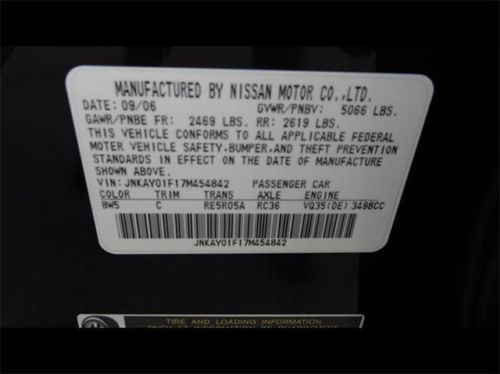 MANUFACTURED BY NISSAN MOTOR CO.,LTD.
DATE: 09/06 GVWR/PNBV: 5066 LBS.
GAWR/PNBE FR: 2469 LBS. RR: 2619 LBS.
THIS VEHICLE CONFORMS TO ALL APPLICABLE FEDERAL
MOTOR VEHICLE SAFETY, BUMPER, AND THEFT PREVENTION
STANDARDS IN EFFECT ON THE DATE OF MANUFACTURE
SHOWN ABOVE.
VIN: JNKAY01F17M454842 PASSENGER CAR
COLOR TRIM TRANS AXLE ENGINE
BW5 C RE5R05A RC36 VQ35(DE) 3498CC
JNKAY01F17M454842
TIRE AND LOADING INFORMATION